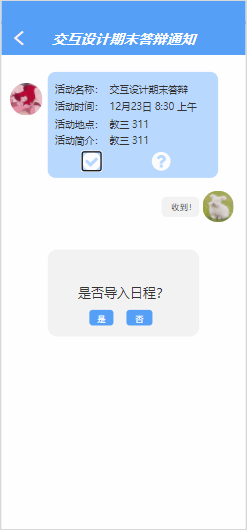 交互设计期末答辩通知
活动名称： 交互设计期末答辩
活动时间： 12月23日 8:30 上午
活动地点： 教三 311
活动简介： 教三 311
收到！
是否导入日程？
是 否